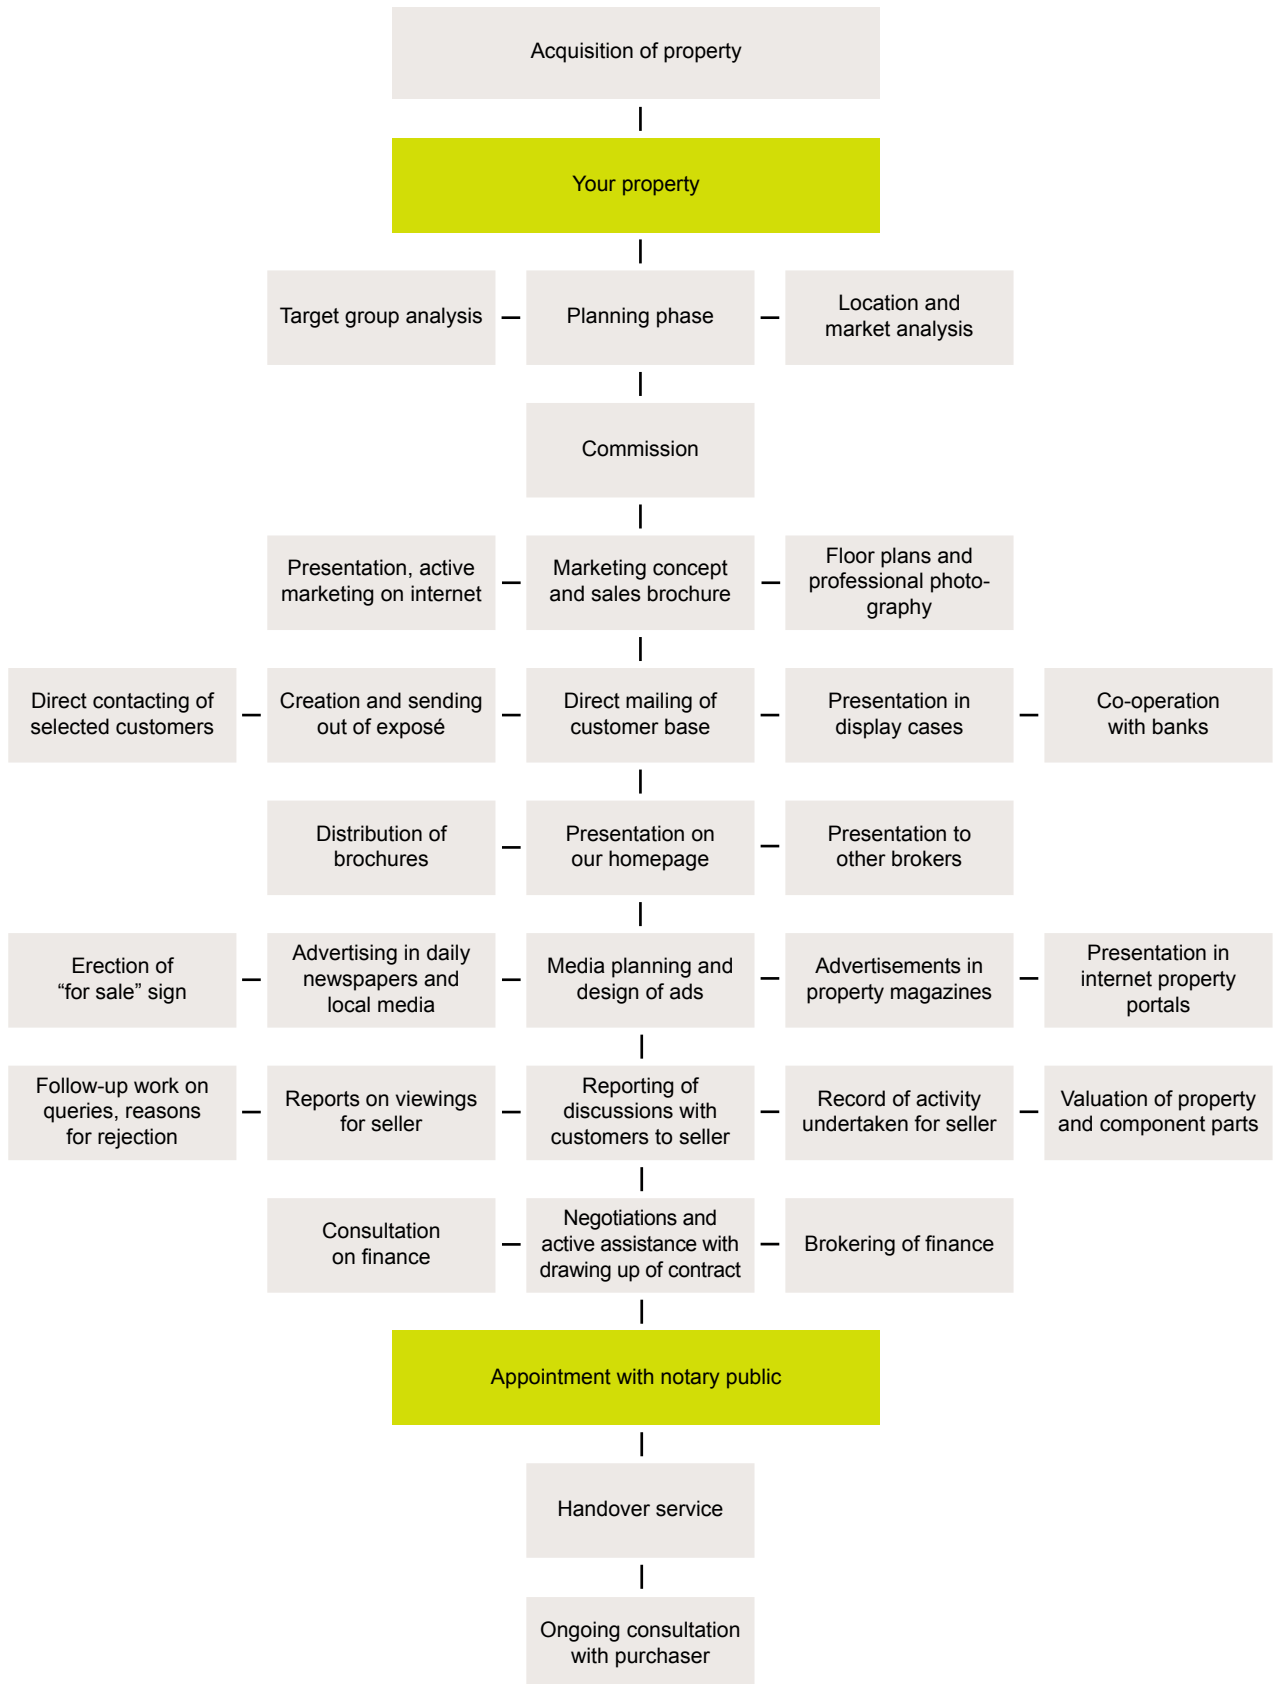 Acquisition of property
Your property
Target group analysis
Planning phase
Location and
market analysis
Commission
Presentation, active
marketing on internet
Marketing concept
and sales brochure
Floor plans and
professional photo-
graphy
Direct contacting of
selected customers
Creation and sending
out of exposé
Direct mailing of
customer base
Presentation in
display cases
Co-operation
with banks
Distribution of
brochures
Presentation on
our homepage
Presentation to
other brokers
Erection of
“for sale” sign
Advertising in daily
newspapers and
local media
Media planning and
design of ads
Advertisements in
property magazines
Presentation in
internet property
portals
Follow-up work on
queries, reasons
for rejection
Reports on viewings
for seller
Reporting of
discussions with
customers to seller
Record of activity
undertaken for seller
Valuation of property
and component parts
Consultation
on finance
Negotiations and
active assistance with
drawing up of contract
Brokering of finance
Appointment with notary public
Handover service
Ongoing consultation
with purchaser